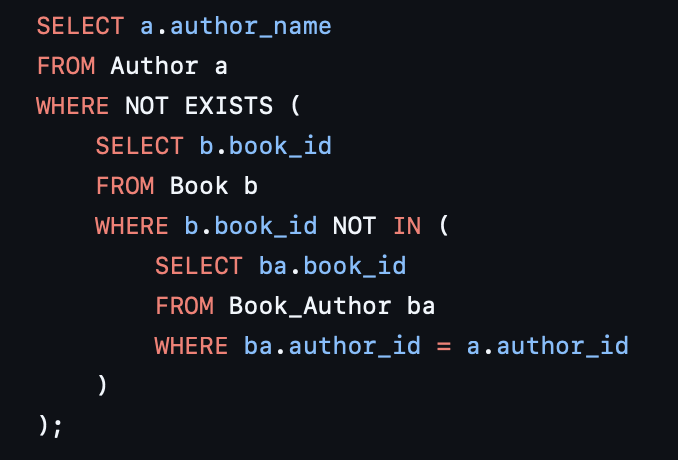 SELECT a.author_name
FROM Author a
WHERE NOT EXISTS (
    SELECT b.book_id
    FROM Book b
    WHERE b.book_id NOT IN (
        SELECT ba.book_id
        FROM Book_Author ba
        WHERE ba.author_id = a.author_id
    )
);